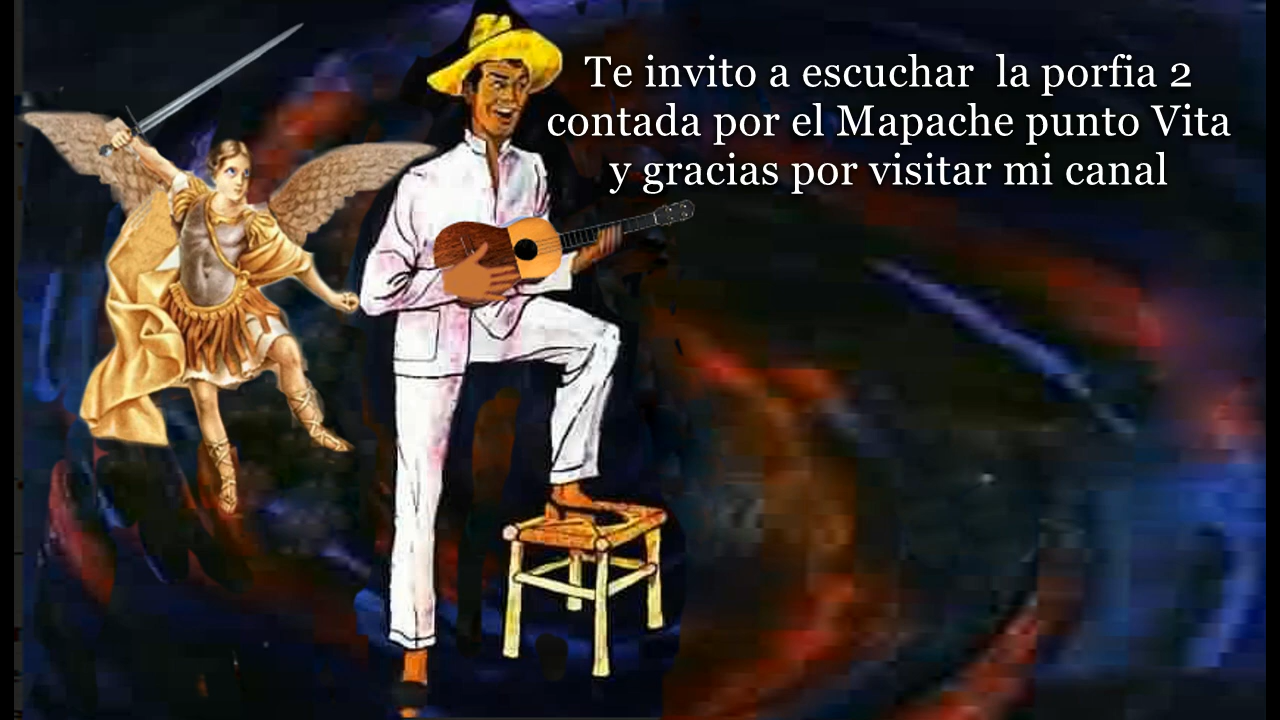 Te invito a escuchar  la porfia 2
contada por el Mapache punto Vita
y gracias por visitar mi canal